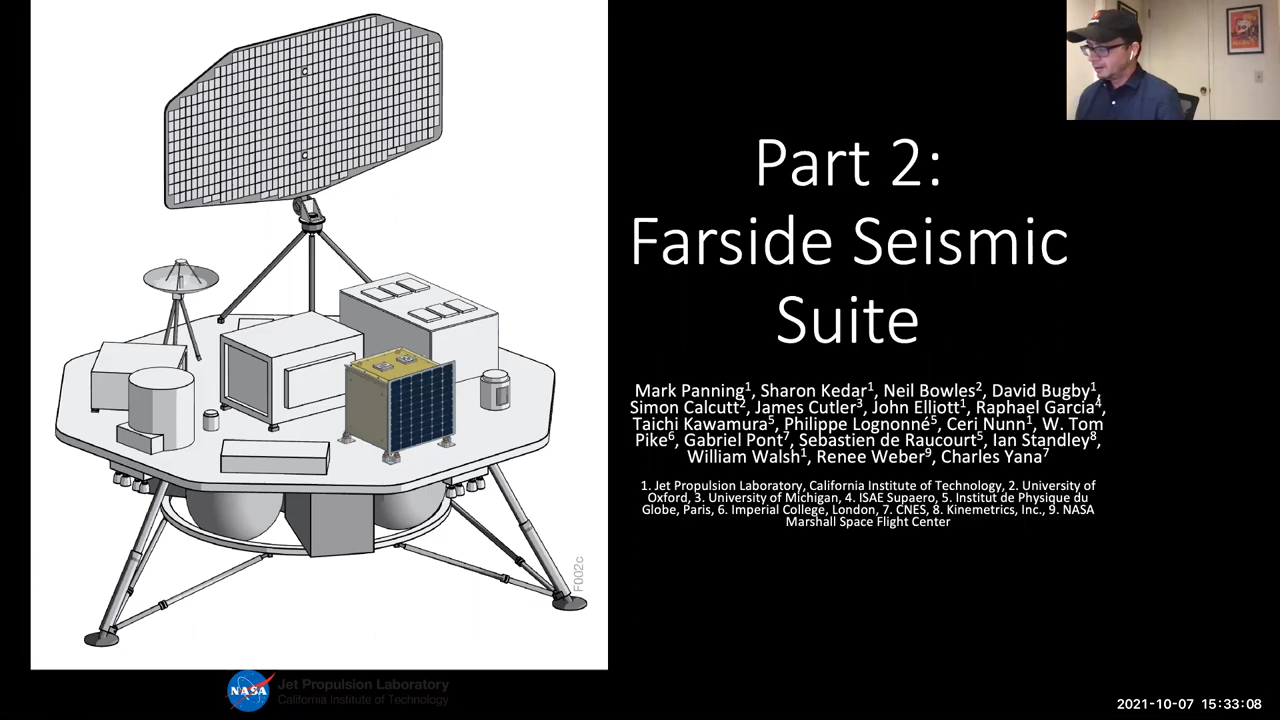 Part 2:
Farside Seismic
Suite
Mark Panning1, Sharon Kedar1, Neil Bowles2, David Bugby1,
Simon Calcutt2, James Cutler3, John Elliott1, Raphael Garcia4,
Taichi Kawamura5, Philippe Lognonné5, Ceri Nunn1, W. Tom
Pike6, Gabriel Pont7, Sebastien de Raucourt5, Ian Standley8,
William Walsh1, Renee Weber9, Charles Yana7
1. Jet Propulsion Laboratory, California Institute of Technology, 2. University of
Oxford, 3. University of Michigan, 4. ISAE Supaero, 5. Institut de Physique du
Globe, Paris, 6. Imperial College, London, 7. CNES, 8. Kinemetrics, Inc., 9. NASA
Marshall Space Flight Center
F002c
NASA
Jet Propulsion Laboratory
California Institute of Technology
2021-10-07 15:33:08